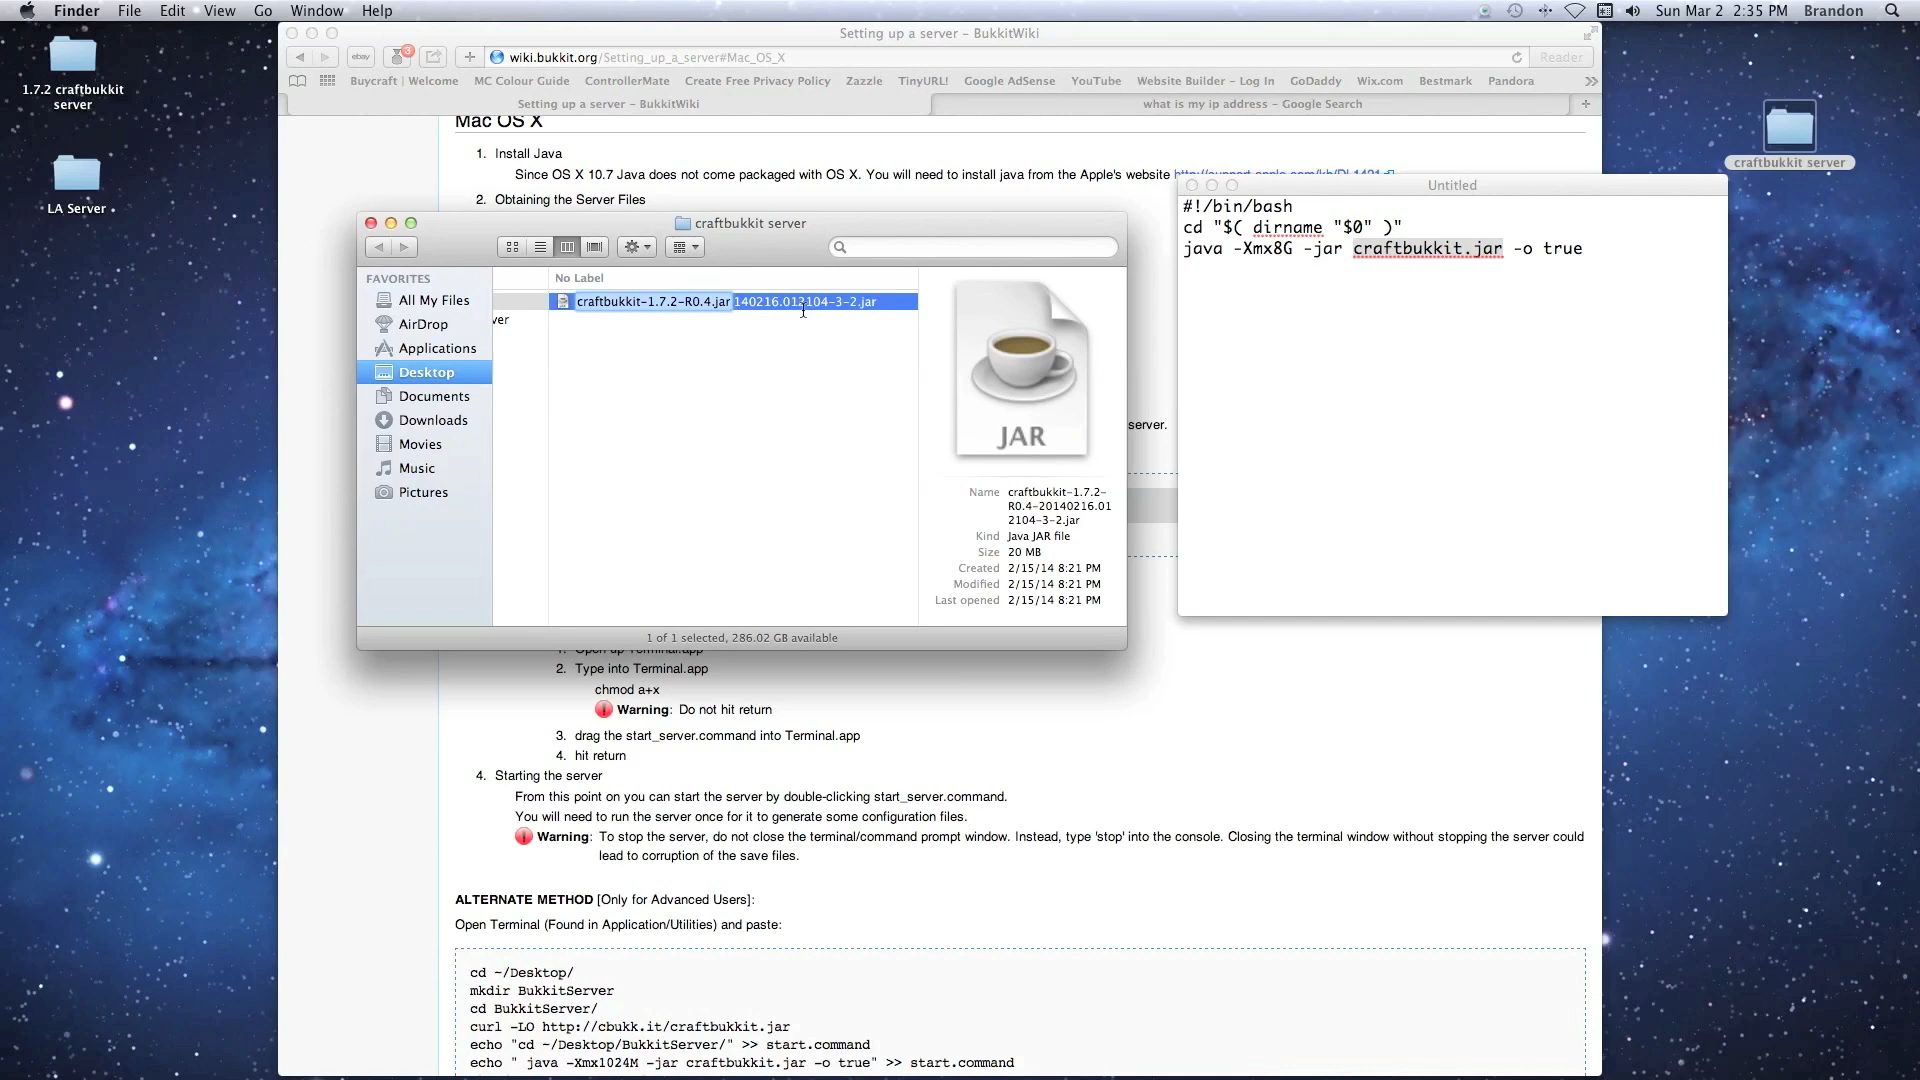 Finder File Edit View Go Window Help
Sun Mar 2 2:35 PM Brandon
1.7.2 craftbukkit
server
LA Server
craftbukkit server
Setting up a server – BukkitWiki
ebay
3
wiki.bukkit.org/Setting_up_a_server#Mac_OS_X
Reader
Buycraft | Welcome MC Colour Guide ControllerMate Create Free Privacy Policy Zazzle TinyURL! Google AdSense YouTube Website Builder – Log In GoDaddy Wix.com Bestmark Pandora
Setting up a server – BukkitWiki
what is my ip address – Google Search
Mac OS X
1. Install Java
Since OS X 10.7 Java does not come packaged with OS X. You will need to install java from the Apple's website
2. Obtaining the Server Files
craftbukkit server
FAVORITES
All My Files
AirDrop
Applications
Desktop
Documents
Downloads
Movies
Music
Pictures
ver
No Label
craftbukkit-1.7.2-R0.4.jar 140216.012104-3-2.jar
JAR
Name craftbukkit-1.7.2-
R0.4-20140216.01
2104-3-2.jar
Kind Java JAR file
Size 20 MB
Created 2/15/14 8:21 PM
Modified 2/15/14 8:21 PM
Last opened 2/15/14 8:21 PM
1 of 1 selected, 286.02 GB available
server.
Untitled
#!/bin/bash
cd "$( dirname "$0" )"
java -Xmx8G -jar craftbukkit.jar -o true
1. Open up Terminal.app
2. Type into Terminal.app
chmod a+x
Warning: Do not hit return
3. drag the start_server.command into Terminal.app
4. hit return
4. Starting the server
From this point on you can start the server by double-clicking start_server.command.
You will need to run the server once for it to generate some configuration files.
Warning: To stop the server, do not close the terminal/command prompt window. Instead, type 'stop' into the console. Closing the terminal window without stopping the server could
lead to corruption of the save files.
ALTERNATE METHOD [Only for Advanced Users]:
Open Terminal (Found in Application/Utilities) and paste:
cd ~/Desktop/
mkdir BukkitServer
cd BukkitServer/
curl -LO http://cbukk.it/craftbukkit.jar
echo "cd ~/Desktop/BukkitServer/" >> start.command
echo " java -Xmx1024M -jar craftbukkit.jar -o true" >> start.command